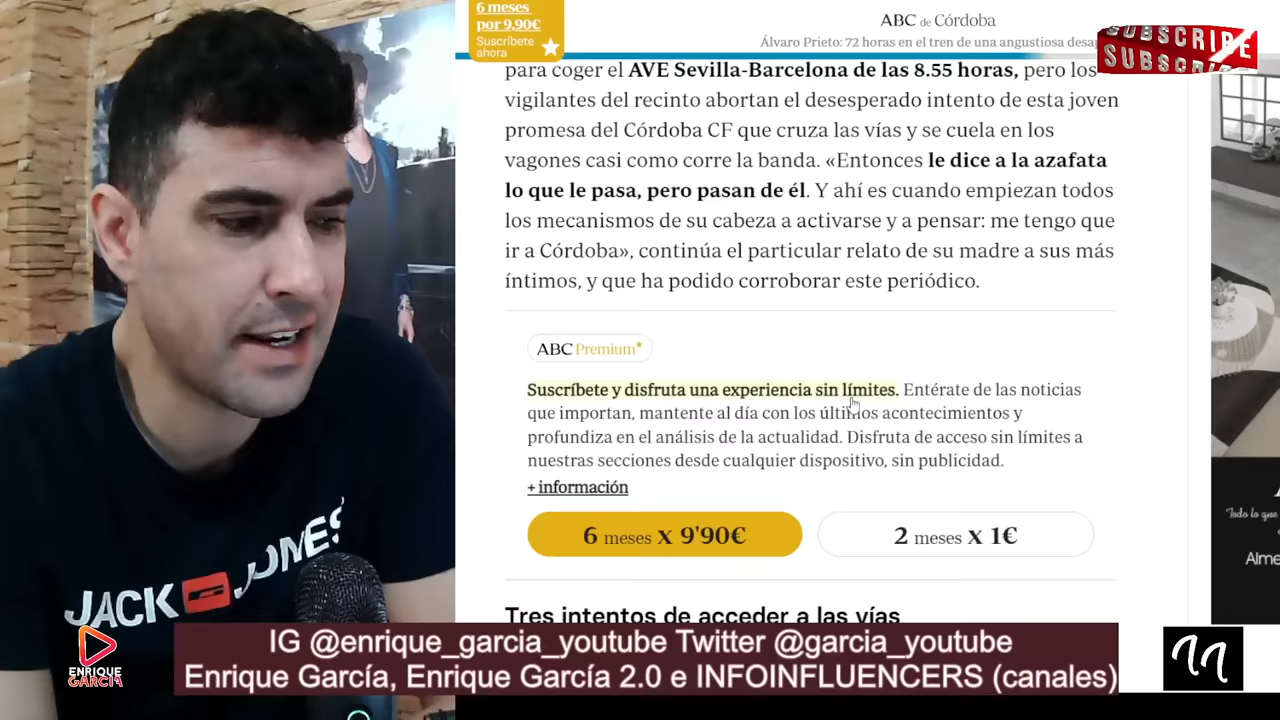 6 meses
por 9,90€
Suscríbete
ahora
ABC de Córdoba
Álvaro Prieto: 72 horas en el tren de una angustiosa
SUBSCRIBE
SUBSCRIBE
para coger el AVE Sevilla-Barcelona de las 8.55 horas, pero los
vigilantes del recinto abortan el desesperado intento de esta joven
promesa del Córdoba CF que cruza las vías y se cuela en los
vagones casi como corre la banda. «Entonces le dice a la azafata
lo que le pasa, pero pasan de él. Y ahí es cuando empiezan todos
los mecanismos de su cabeza a activarse y a pensar: me tengo que
ir a Córdoba», continúa el particular relato de su madre a sus más
íntimos, y que ha podido corroborar este periódico.
ABC Premium*
Suscríbete y disfruta una experiencia sin límites. Entérate de las noticias
que importan, mantente al día con los últimos acontecimientos y
profundiza en el análisis de la actualidad. Disfruta de acceso sin límites a
nuestras secciones desde cualquier dispositivo, sin publicidad.
+ información
6 meses x 9'90€
2 meses x 1€
Tres intentos de acceder a las vías
JACK JONES
Todo lo que
Alme
ENRIQUE
GARCÍA
IG @enrique_garcia_youtube Twitter @garcia_youtube
Enrique García, Enrique García 2.0 e INFOINFLUENCERS (canales)